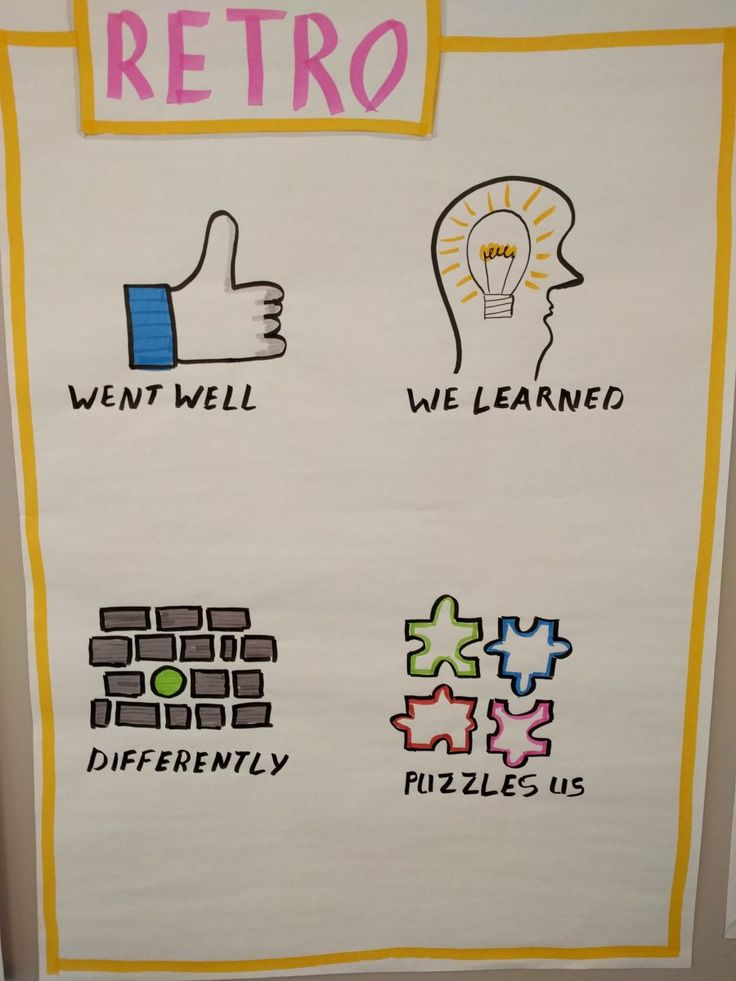 RETRO
WENT WELL
WE LEARNED
DIFFERENTLY
PUZZLES US